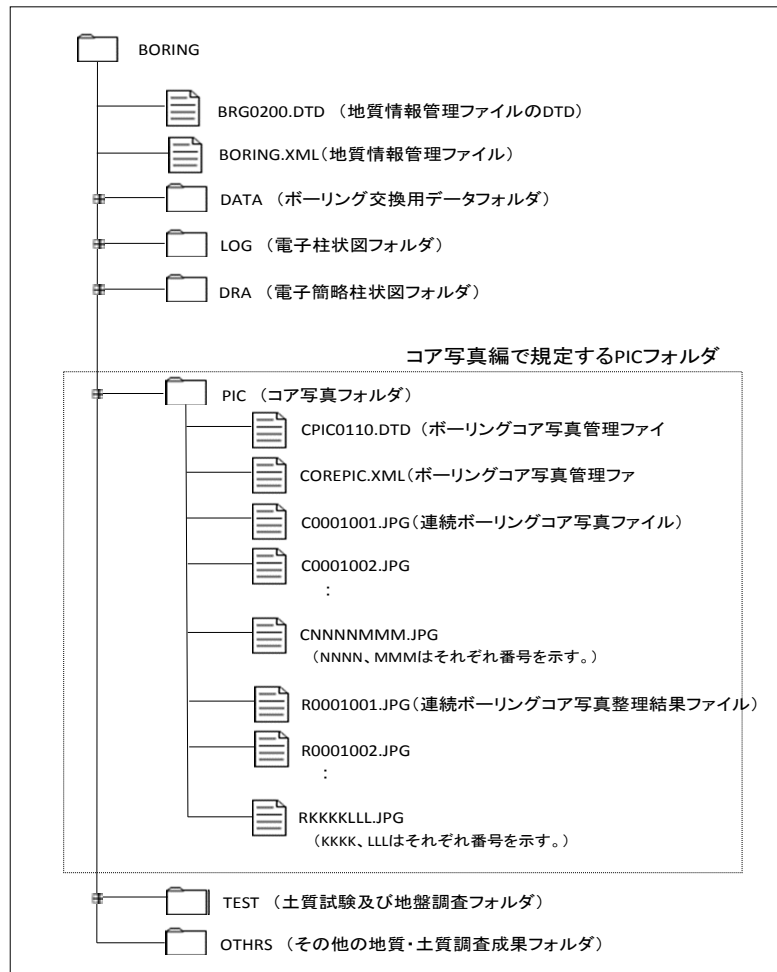 BORING
BRG0200.DTD （地質情報管理ファイルのDTD）
BORING.XML（地質情報管理ファイル）
DATA （ボーリング交換用データフォルダ）
LOG （電子柱状図フォルダ）
DRA （電子簡略柱状図フォルダ）
コア写真編で規定するPICフォルダ
PIC （コア写真フォルダ）
CPIC0110.DTD （ボーリングコア写真管理ファイ
COREPIC.XML（ボーリングコア写真管理ファ
C0001001.JPG（連続ボーリングコア写真ファイル）
C0001002.JPG
：
CNNNNMMM.JPG
（NNNN、MMMはそれぞれ番号を示す。）
R0001001.JPG（連続ボーリングコア写真整理結果ファイル）
R0001002.JPG
：
RKKKKLLL.JPG
（KKKK、LLLはそれぞれ番号を示す。）
TEST （土質試験及び地盤調査フォルダ）
OTHRS （その他の地質・土質調査成果フォルダ）